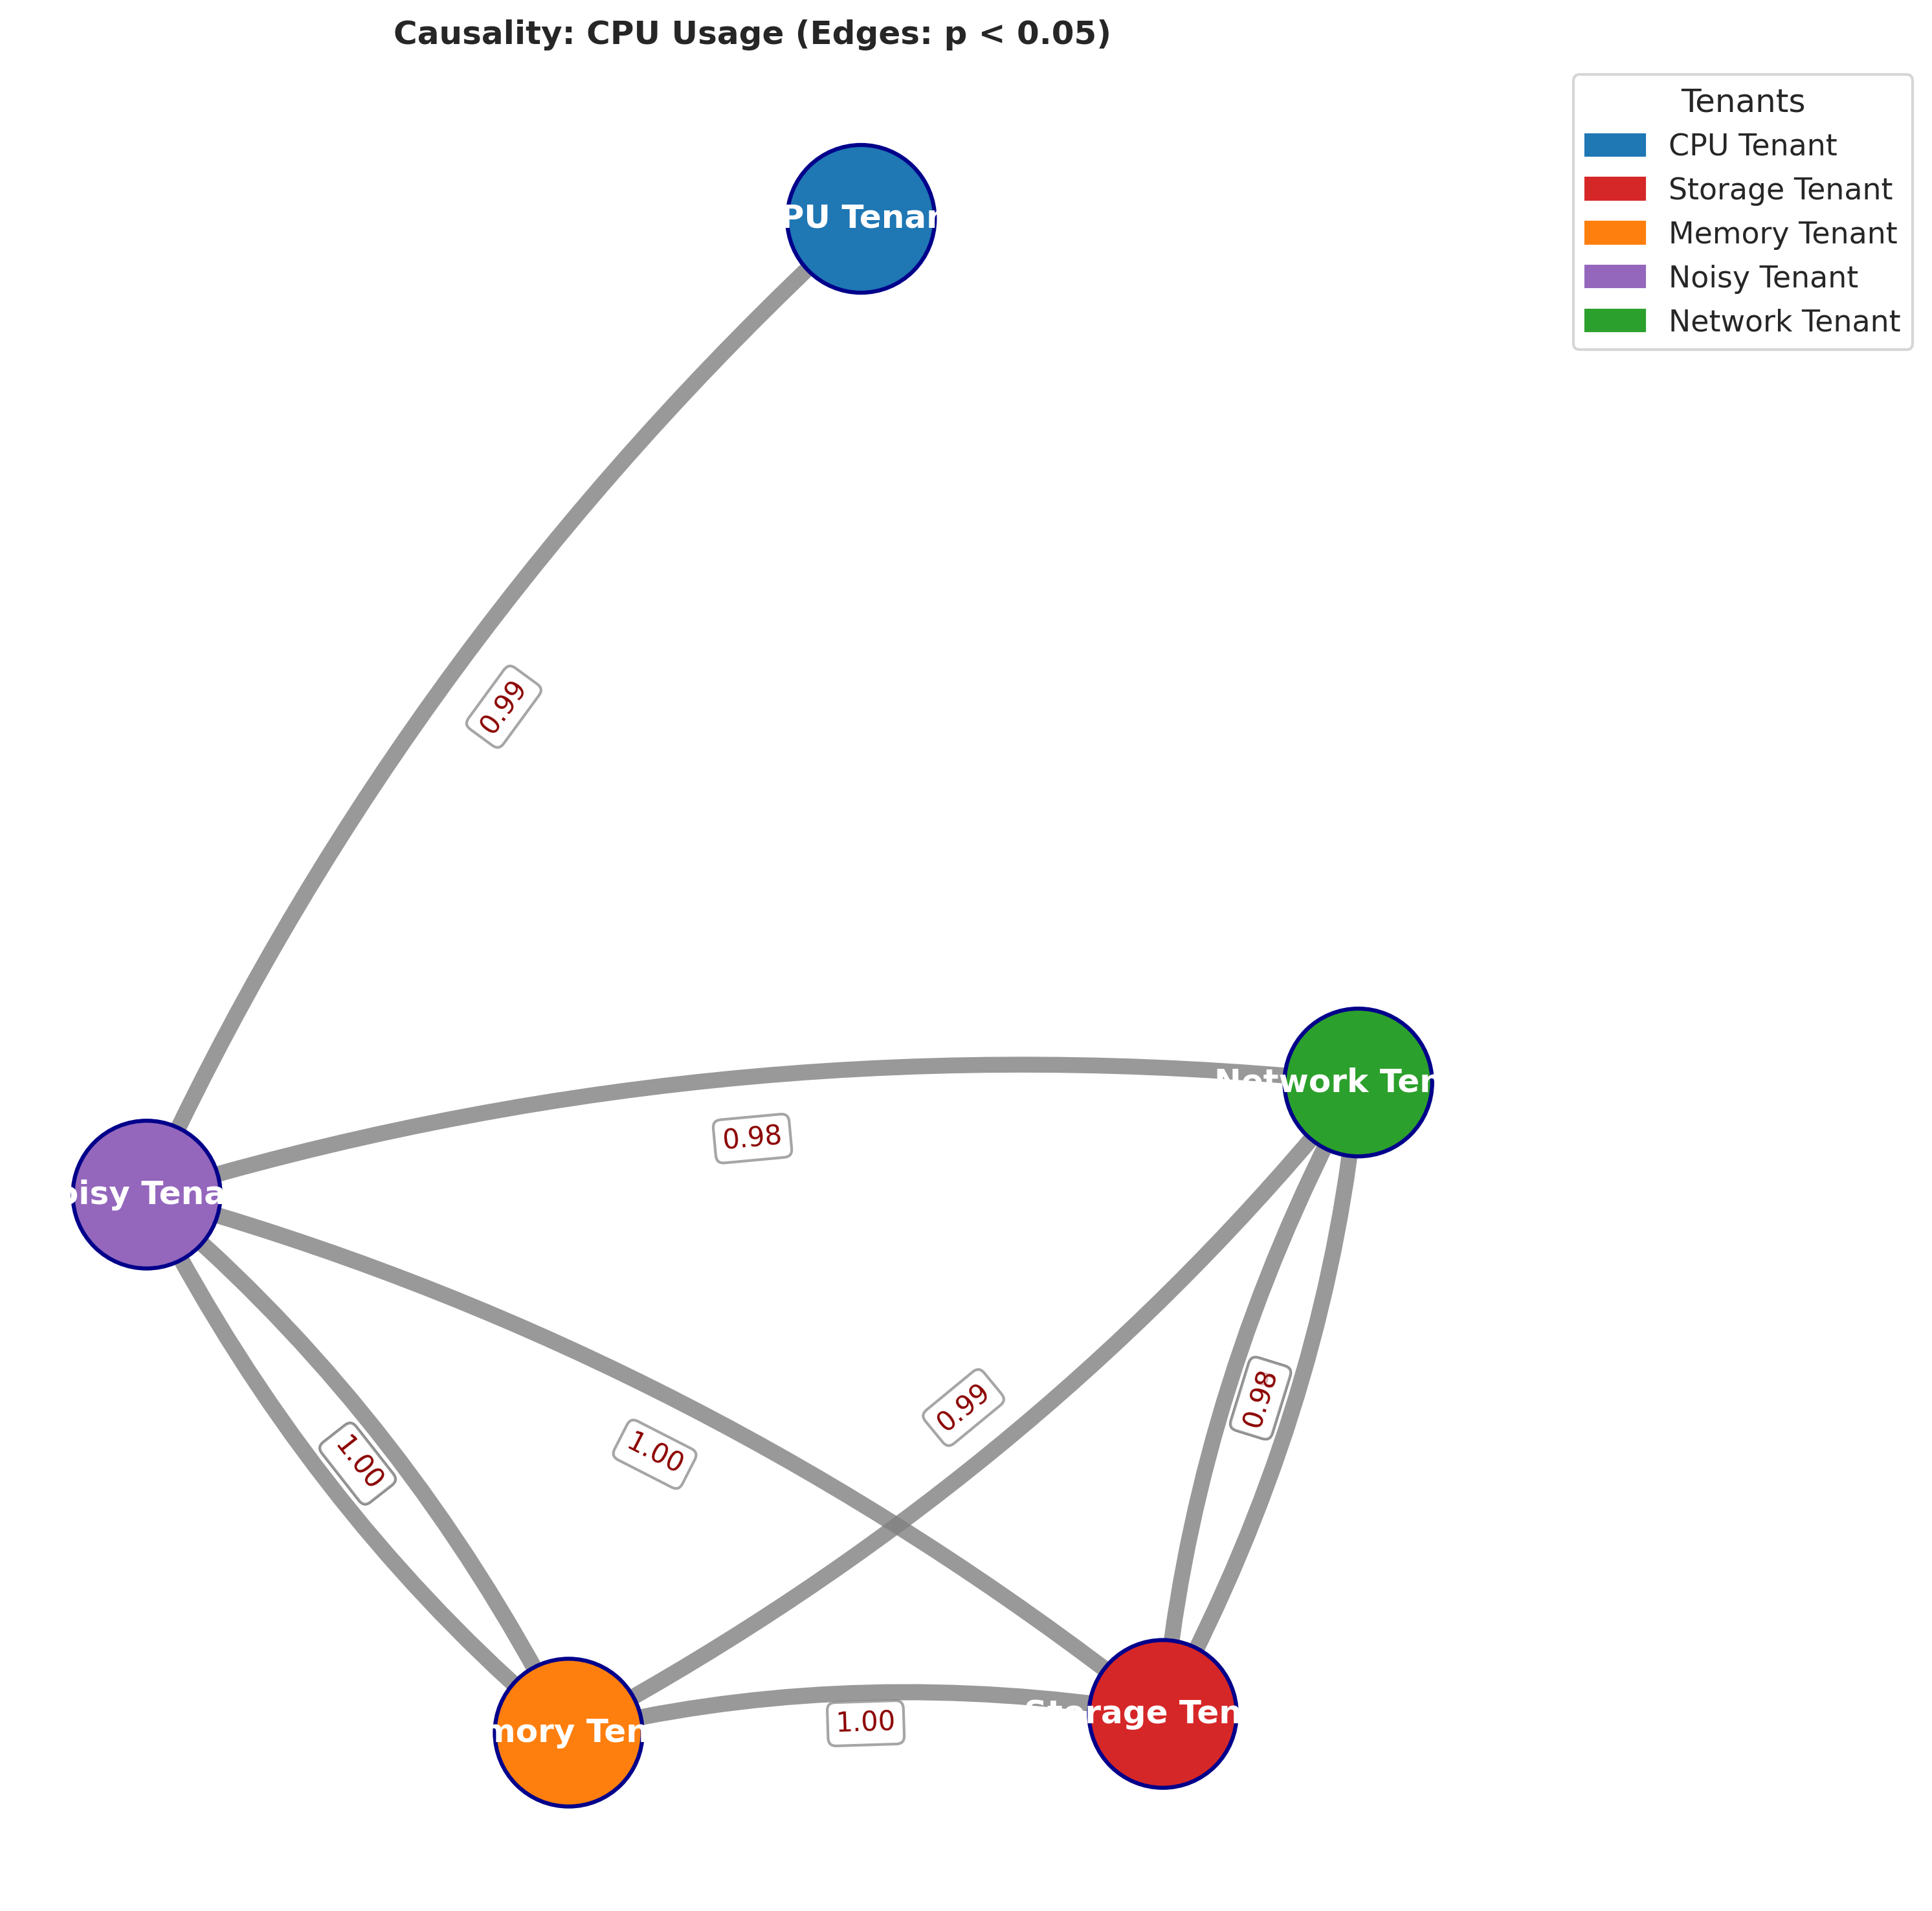 Causality: CPU Usage (Edges: p < 0.05)
Tenants
CPU Tenant
Storage Tenant
Memory Tenant
Noisy Tenant
Network Tenant
PU Tenan
0.99
Network Ten
0.98
oisy Tena
0.98
0.99
1.00
1.00
mory Ten
1.00
Storage Ten